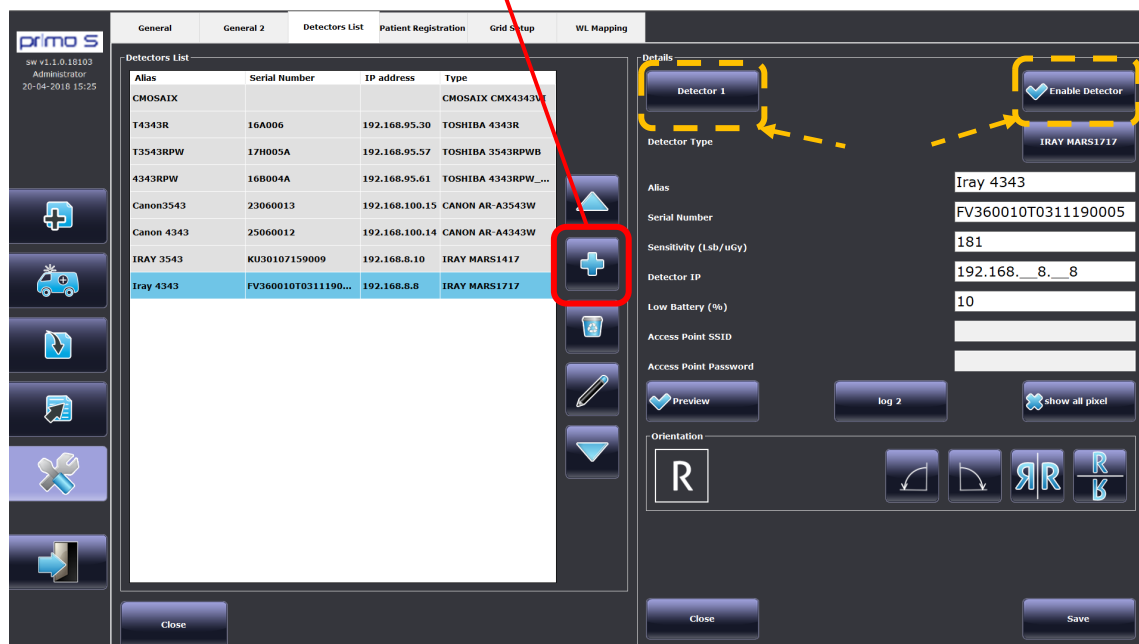 primo S
sw v1.1.0.18103
Administrator
20-04-2018 15:25
General General 2 Detectors List Patient Registration Grid Setup WL Mapping
Detectors List
Alias Serial Number IP address Type
CMOSAIX CMOSAIX CMX4343VI
T4343R 16A006 192.168.95.30 TOSHIBA 4343R
T3543RPW 17H005A 192.168.95.57 TOSHIBA 3543RPWB
4343RPW 16B004A 192.168.95.61 TOSHIBA 4343RPW_...
Canon3543 23060013 192.168.100.15 CANON AR-A3543W
Canon 4343 25060012 192.168.100.14 CANON AR-A4343W
IRAY 3543 KU30107159009 192.168.8.10 IRAY MARS1417
Iray 4343 FV360010T0311190... 192.168.8.8 IRAY MARS1717
Close
Details
Detector 1 Enable Detector
Detector Type IRAY MARS1717
Alias Iray 4343
Serial Number FV360010T0311190005
Sensitivity (Lsb/uGy) 181
Detector IP 192.168.__8.__8
Low Battery (%) 10
Access Point SSID
Access Point Password
Preview log 2 show all pixel
Orientation
R R R R R
Close Save